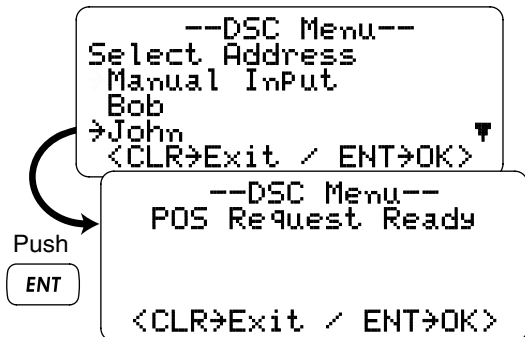 --DSC Menu--
Select Address
Manual InPut
Bob
→John ▼
<CLR→Exit / ENT→OK>
Push
ENT
--DSC Menu--
POS Request Ready
<CLR→Exit / ENT→OK>